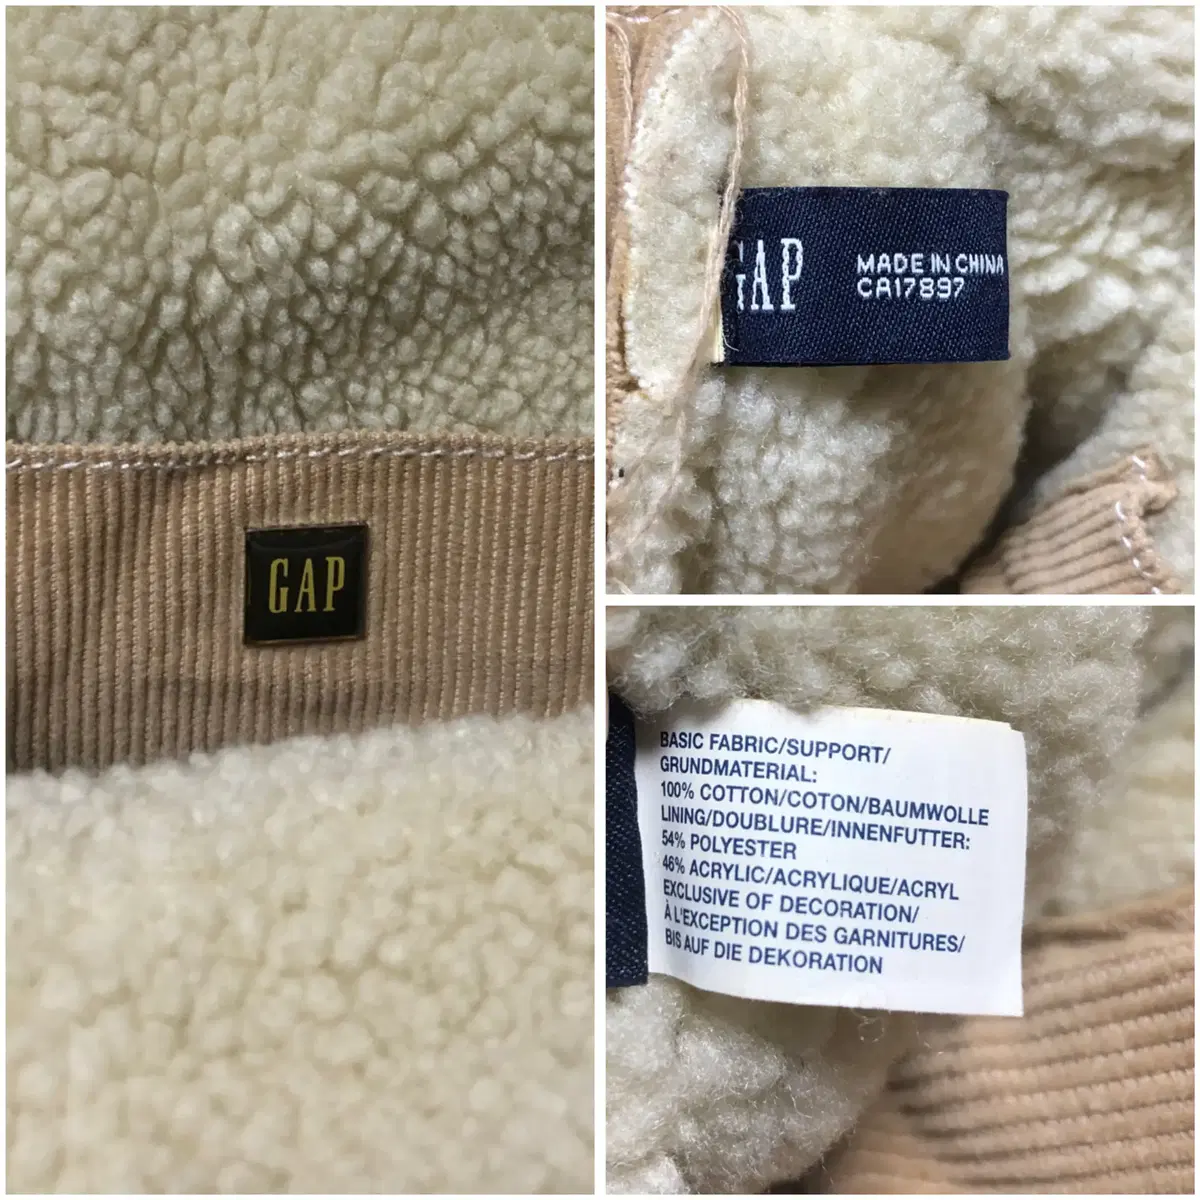 GAP
GAP
MADE IN CHINA
CA17897
BASIC FABRIC/SUPPORT/
GRUNDMATERIAL:
100% COTTON/COTON/BAUMWOLLE
LINING/DOUBLURE/INNENFUTTER:
54% POLYESTER
46% ACRYLIC/ACRYLIQUE/ACRYL
EXCLUSIVE OF DECORATION/
À L'EXCEPTION DES GARNITURES/
BIS AUF DIE DEKORATION